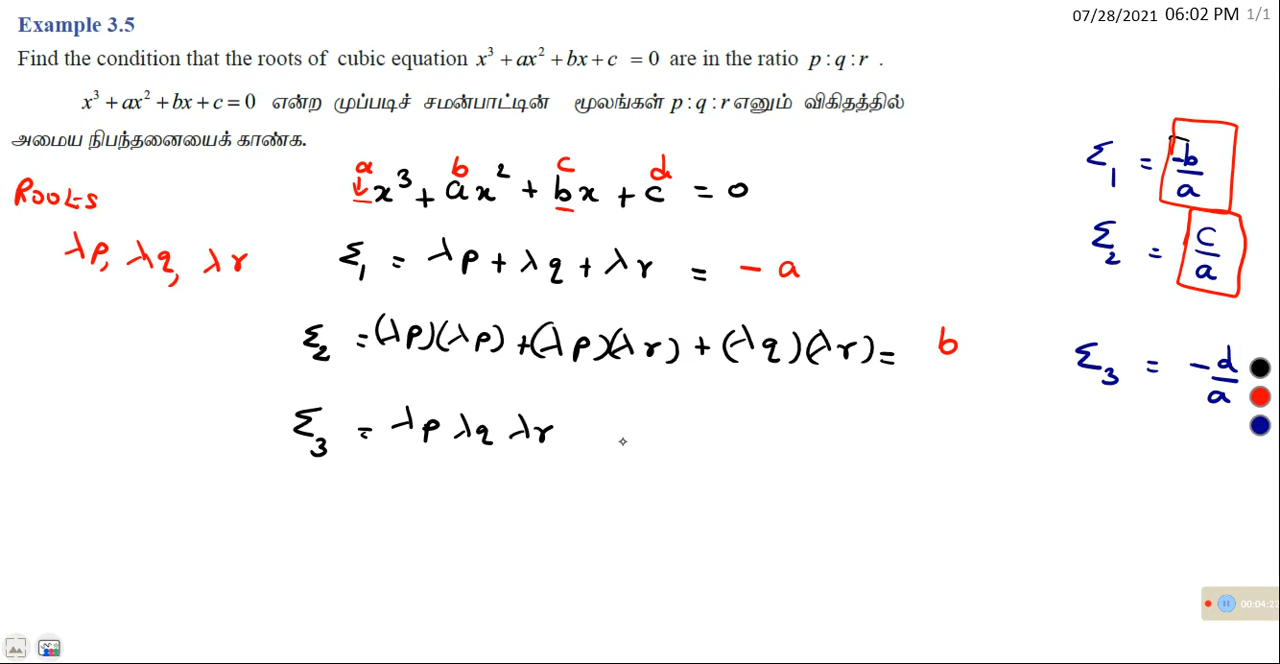 07/28/2021 06:02 PM 1/1
Example 3.5
Find the condition that the roots of cubic equation x³ + ax² + bx + c = 0 are in the ratio p : q : r .
x³ + ax² + bx + c = 0 என்ற முப்படிச் சமன்பாட்டின் மூலங்கள் p : q : r எனும் விகிதத்தில்
அமைய நிபந்தனையைக் காண்க.
a b c d
x³ + ax² + bx + c = 0
Roots
λp, λq, λr
Σ₁ = λp + λq + λr = - a
Σ₂ = (λp)(λp) + (λp)(λr) + (λq)(λr) = b
Σ₃ = λp λq λr
Σ₁ = -b/a
Σ₂ = c/a
Σ₃ = -d/a
00:04:22